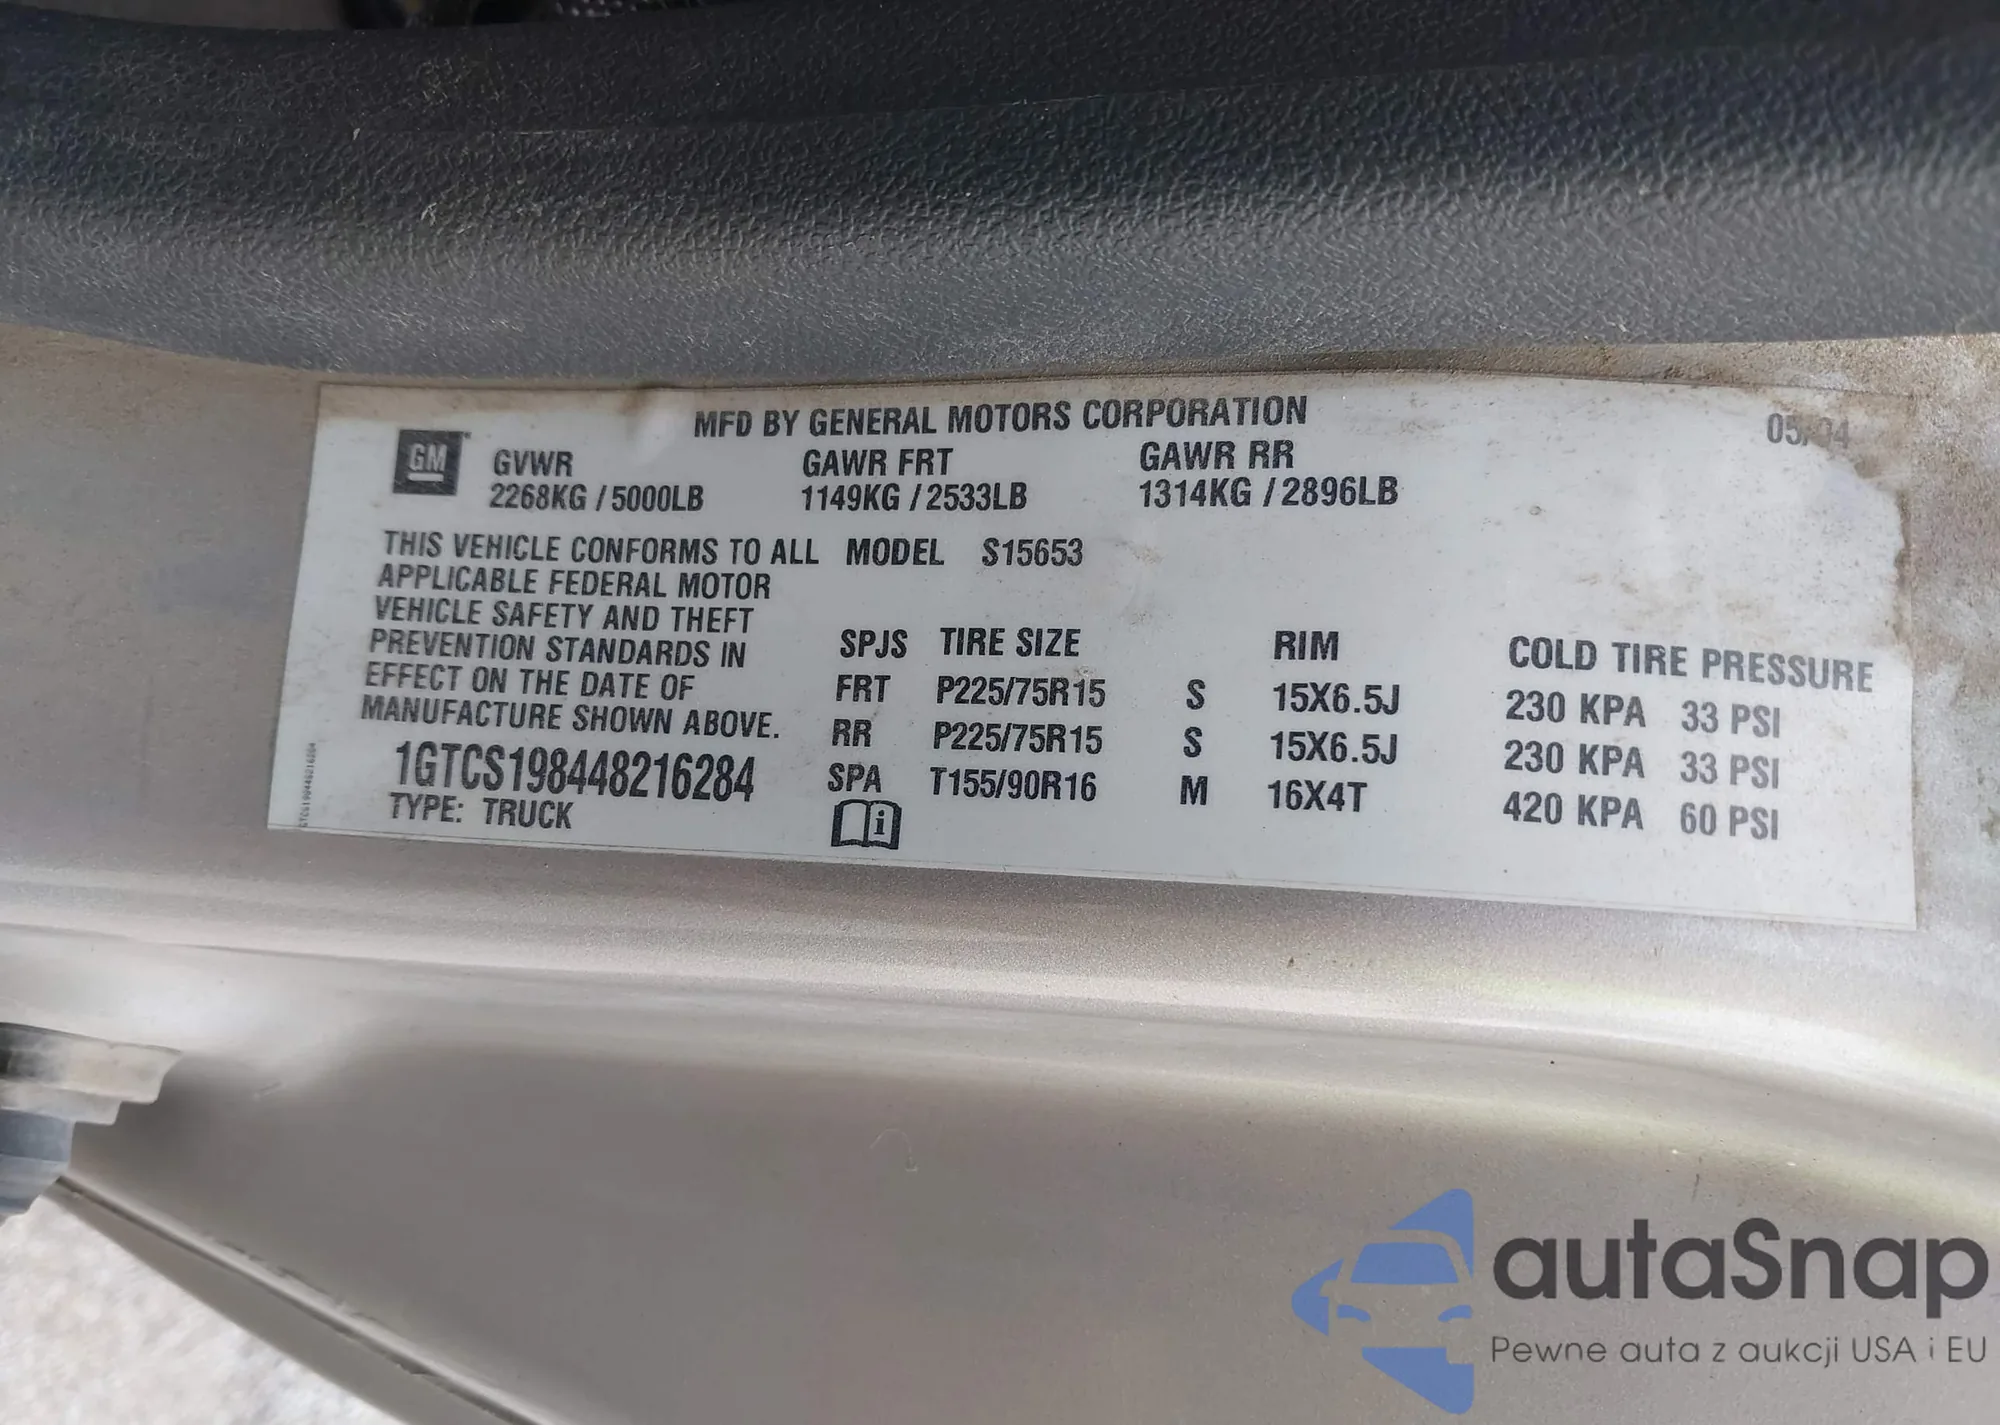 MFD BY GENERAL MOTORS CORPORATION
05/04
GM
GVWR GAWR FRT GAWR RR
2268KG / 5000LB 1149KG / 2533LB 1314KG / 2896LB
THIS VEHICLE CONFORMS TO ALL MODEL S15653
APPLICABLE FEDERAL MOTOR
VEHICLE SAFETY AND THEFT
PREVENTION STANDARDS IN
EFFECT ON THE DATE OF
MANUFACTURE SHOWN ABOVE.
1GTCS198448216284
TYPE: TRUCK
SPJS TIRE SIZE RIM COLD TIRE PRESSURE
FRT P225/75R15 S 15X6.5J 230 KPA 33 PSI
RR P225/75R15 S 15X6.5J 230 KPA 33 PSI
SPA T155/90R16 M 16X4T 420 KPA 60 PSI
i
autaSnap
Pewne auta z aukcji USA i EU